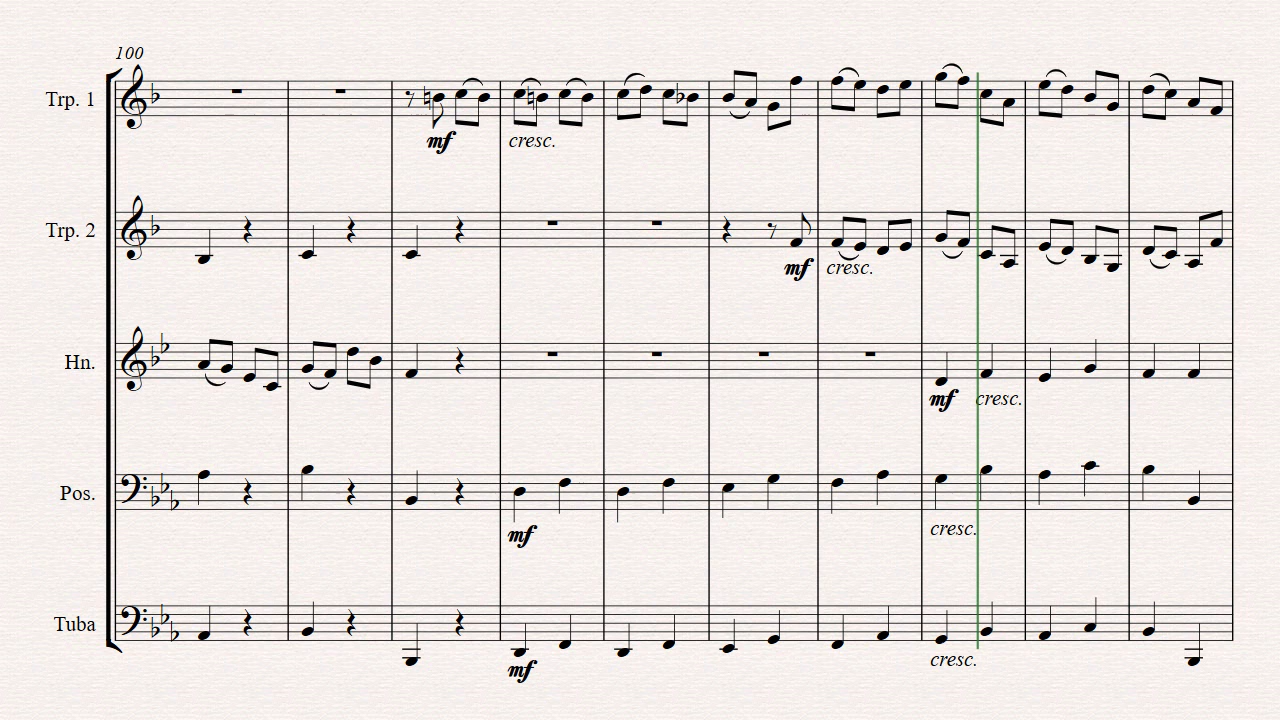 100
Trp. 1
mf cresc.
Trp. 2
mf cresc.
Hn.
mf cresc.
Pos.
mf cresc.
Tuba
mf cresc.